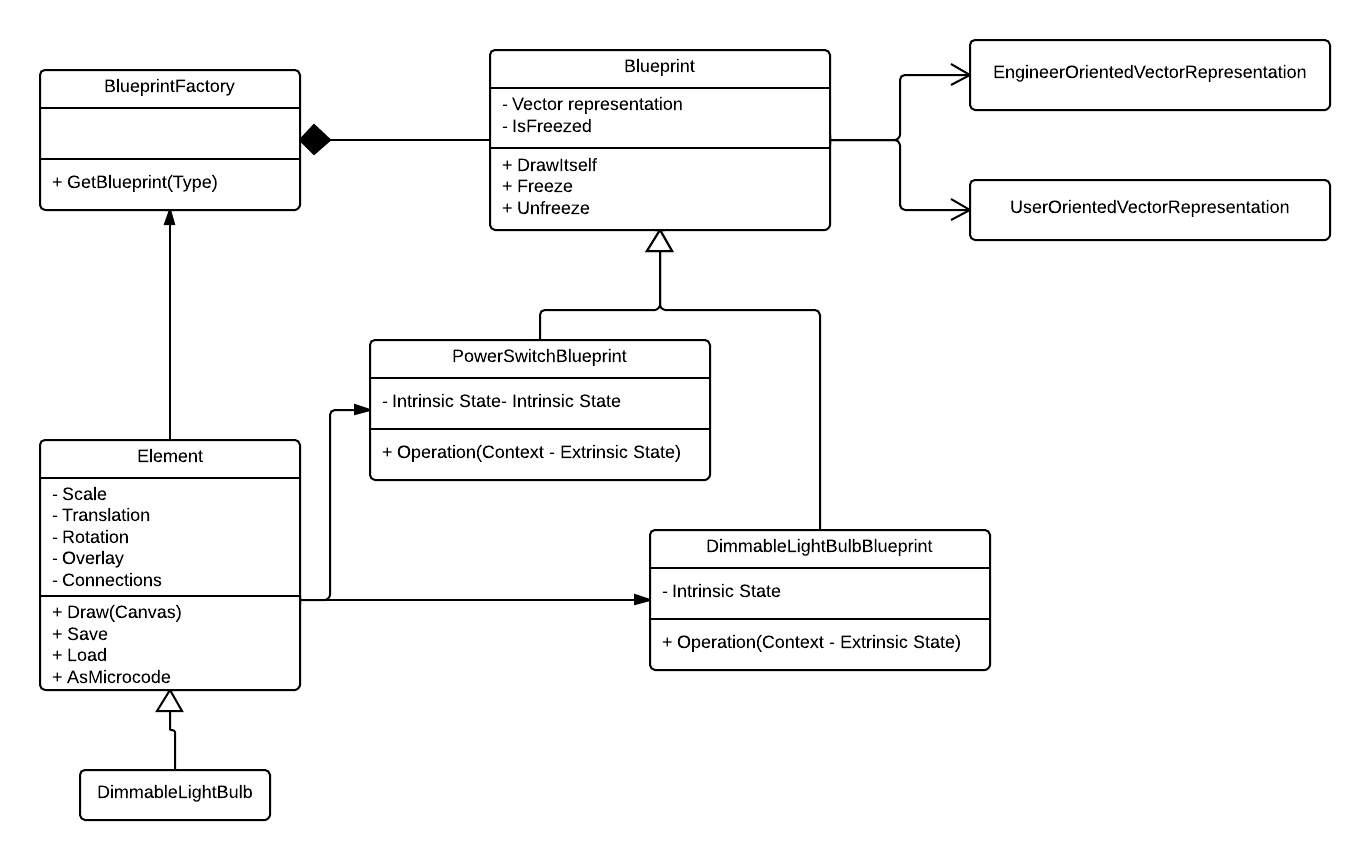 BlueprintFactory
+ GetBlueprint(Type)
Blueprint
- Vector representation
- IsFreezed
+ DrawItself
+ Freeze
+ Unfreeze
EngineerOrientedVectorRepresentation
UserOrientedVectorRepresentation
PowerSwitchBlueprint
- Intrinsic State- Intrinsic State
+ Operation(Context - Extrinsic State)
Element
- Scale
- Translation
- Rotation
- Overlay
- Connections
+ Draw(Canvas)
+ Save
+ Load
+ AsMicrocode
DimmableLightBulbBlueprint
- Intrinsic State
+ Operation(Context - Extrinsic State)
DimmableLightBulb